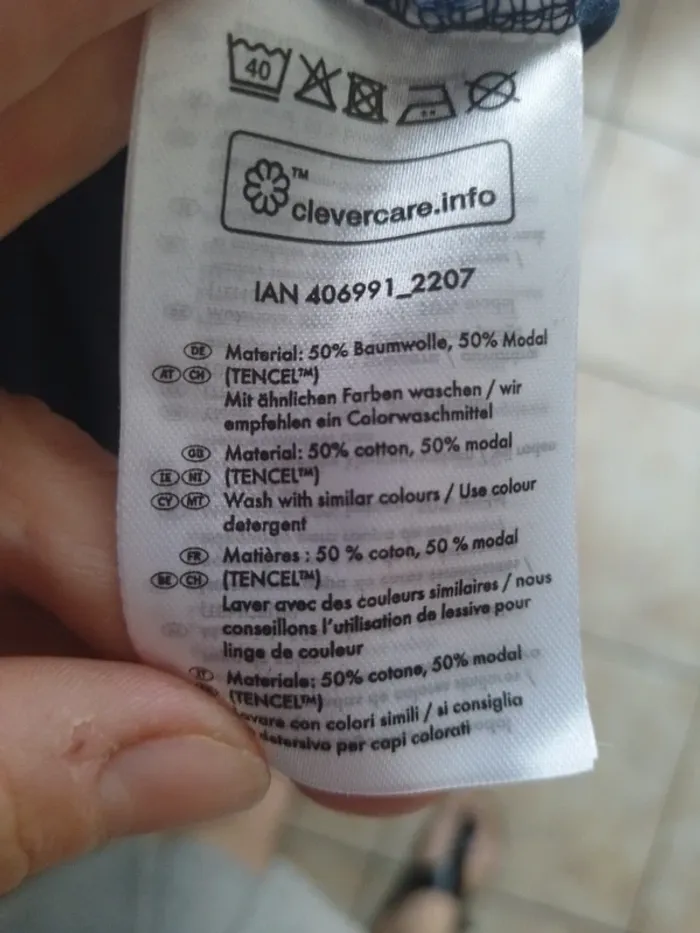 40
™
clevercare.info
IAN 406991_2207
DE Material: 50% Baumwolle, 50% Modal
AT CH (TENCEL™)
Mit ähnlichen Farben waschen / wir
empfehlen ein Colorwaschmittel
GB Material: 50% cotton, 50% modal
IE NI (TENCEL™)
CY MT Wash with similar colours / Use colour
detergent
FR Matières : 50 % coton, 50 % modal
BE CH (TENCEL™)
Laver avec des couleurs similaires / nous
conseillons l'utilisation de lessive pour
linge de couleur
Materiale: 50% cotone, 50% modal
(TENCEL™)
con colori simili / si consiglia
detersivo per capi colorati